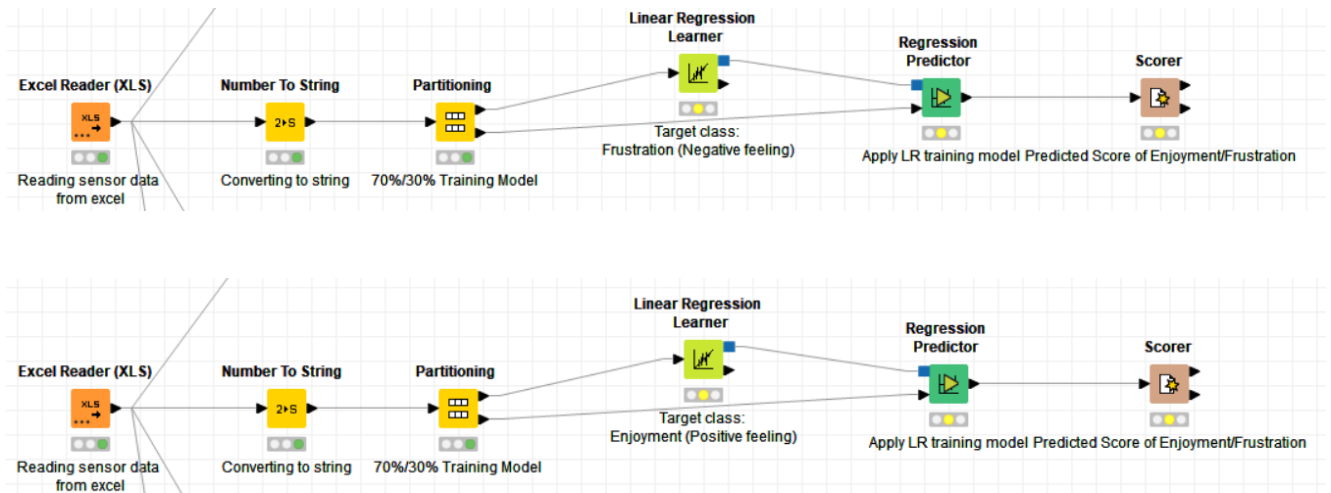 Linear Regression
Learner
Regression
Predictor
Scorer
Excel Reader (XLS)
Number To String
Partitioning
XLS
2▸S
Target class:
Frustration (Negative feeling)
Apply LR training model
Predicted Score of Enjoyment/Frustration
Reading sensor data
from excel
Converting to string
70%/30% Training Model
Linear Regression
Learner
Regression
Predictor
Scorer
Excel Reader (XLS)
Number To String
Partitioning
XLS
2▸S
Target class:
Enjoyment (Positive feeling)
Apply LR training model
Predicted Score of Enjoyment/Frustration
Reading sensor data
from excel
Converting to string
70%/30% Training Model